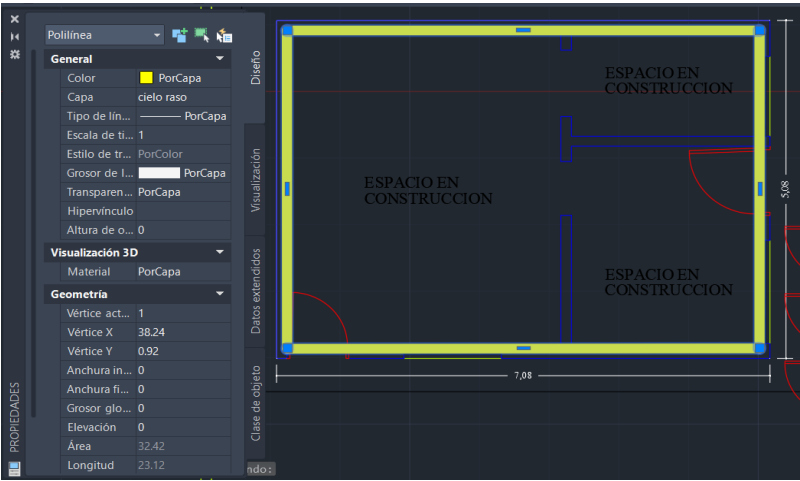 Polilínea
General
Color PorCapa
Capa cielo raso
Tipo de lín... PorCapa
Escala de ti... 1
Estilo de tr... PorColor
Grosor de l... PorCapa
Transparen... PorCapa
Hipervínculo
Altura de o... 0
Visualización 3D
Material PorCapa
Geometría
Vértice act... 1
Vértice X 38.24
Vértice Y 0.92
Anchura in... 0
Anchura fi... 0
Grosor glo... 0
Elevación 0
Área 32.42
Longitud 23.12
PROPIEDADES
Diseño
Visualización
Datos extendidos
Clase de objeto
ndo:
ESPACIO EN
CONSTRUCCION
ESPACIO EN
CONSTRUCCION
ESPACIO EN
CONSTRUCCION
5,08
7,08